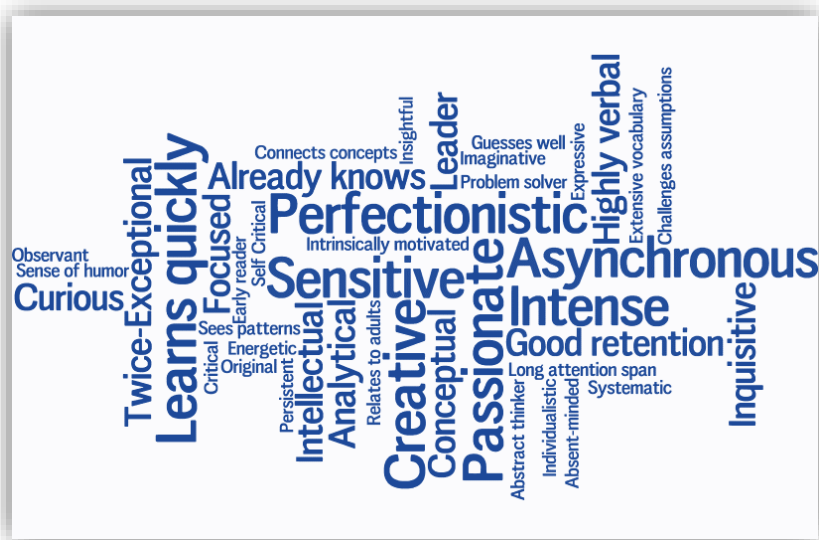 Observant
Sense of humor
Curious
Twice-Exceptional
Learns quickly
Already knows
Connects concepts
Insightful
Leader
Guesses well
Imaginative
Problem solver
Expressive
Highly verbal
Extensive vocabulary
Challenges assumptions
Focused
Early reader
Self Critical
Perfectionistic
Intrinsically motivated
Sensitive
Asynchronous
Intense
Good retention
Inquisitive
Sees patterns
Critical
Energetic
Original
Persistent
Intellectual
Analytical
Relates to adults
Creative
Conceptual
Passionate
Long attention span
Systematic
Abstract thinker
Individualistic
Absent-minded